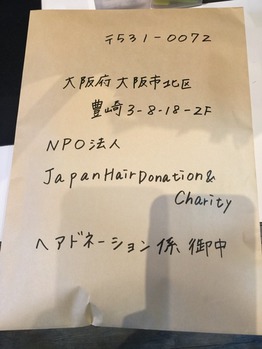 〒531-0072
大阪府大阪市北区
豊崎3-8-18-2F
NPO法人
JapanHairDonation&
Charity
ヘアドネーション係 御中